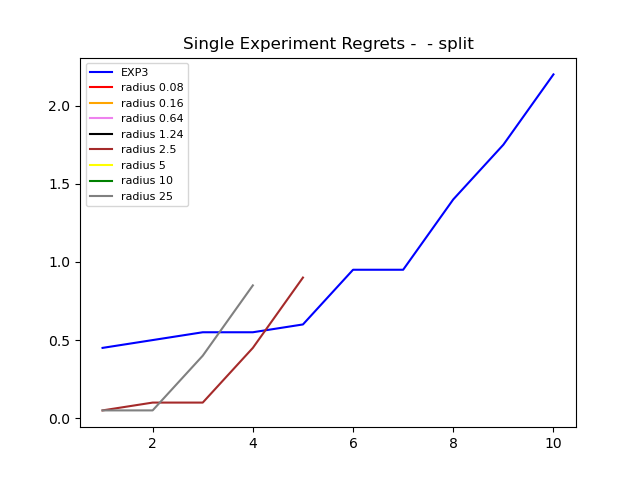 Single Experiment Regrets -  - split
EXP3
radius 0.08
radius 0.16
radius 0.64
radius 1.24
radius 2.5
radius 5
radius 10
radius 25
2.0
1.5
1.0
0.5
0.0
2 4 6 8 10